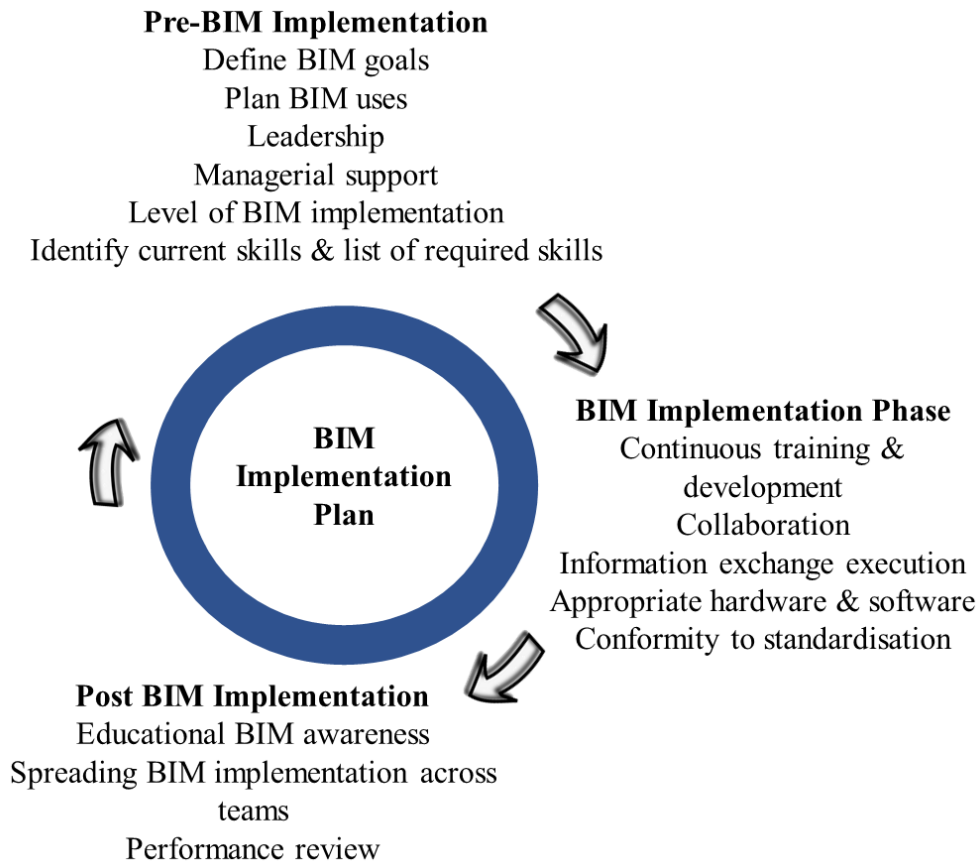 Pre-BIM Implementation
Define BIM goals
Plan BIM uses
Leadership
Managerial support
Level of BIM implementation
Identify current skills & list of required skills
BIM Implementation Phase
Continuous training &
development
Collaboration
Information exchange execution
Appropriate hardware & software
Conformity to standardisation
BIM
Implementation
Plan
Post BIM Implementation
Educational BIM awareness
Spreading BIM implementation across
teams
Performance review